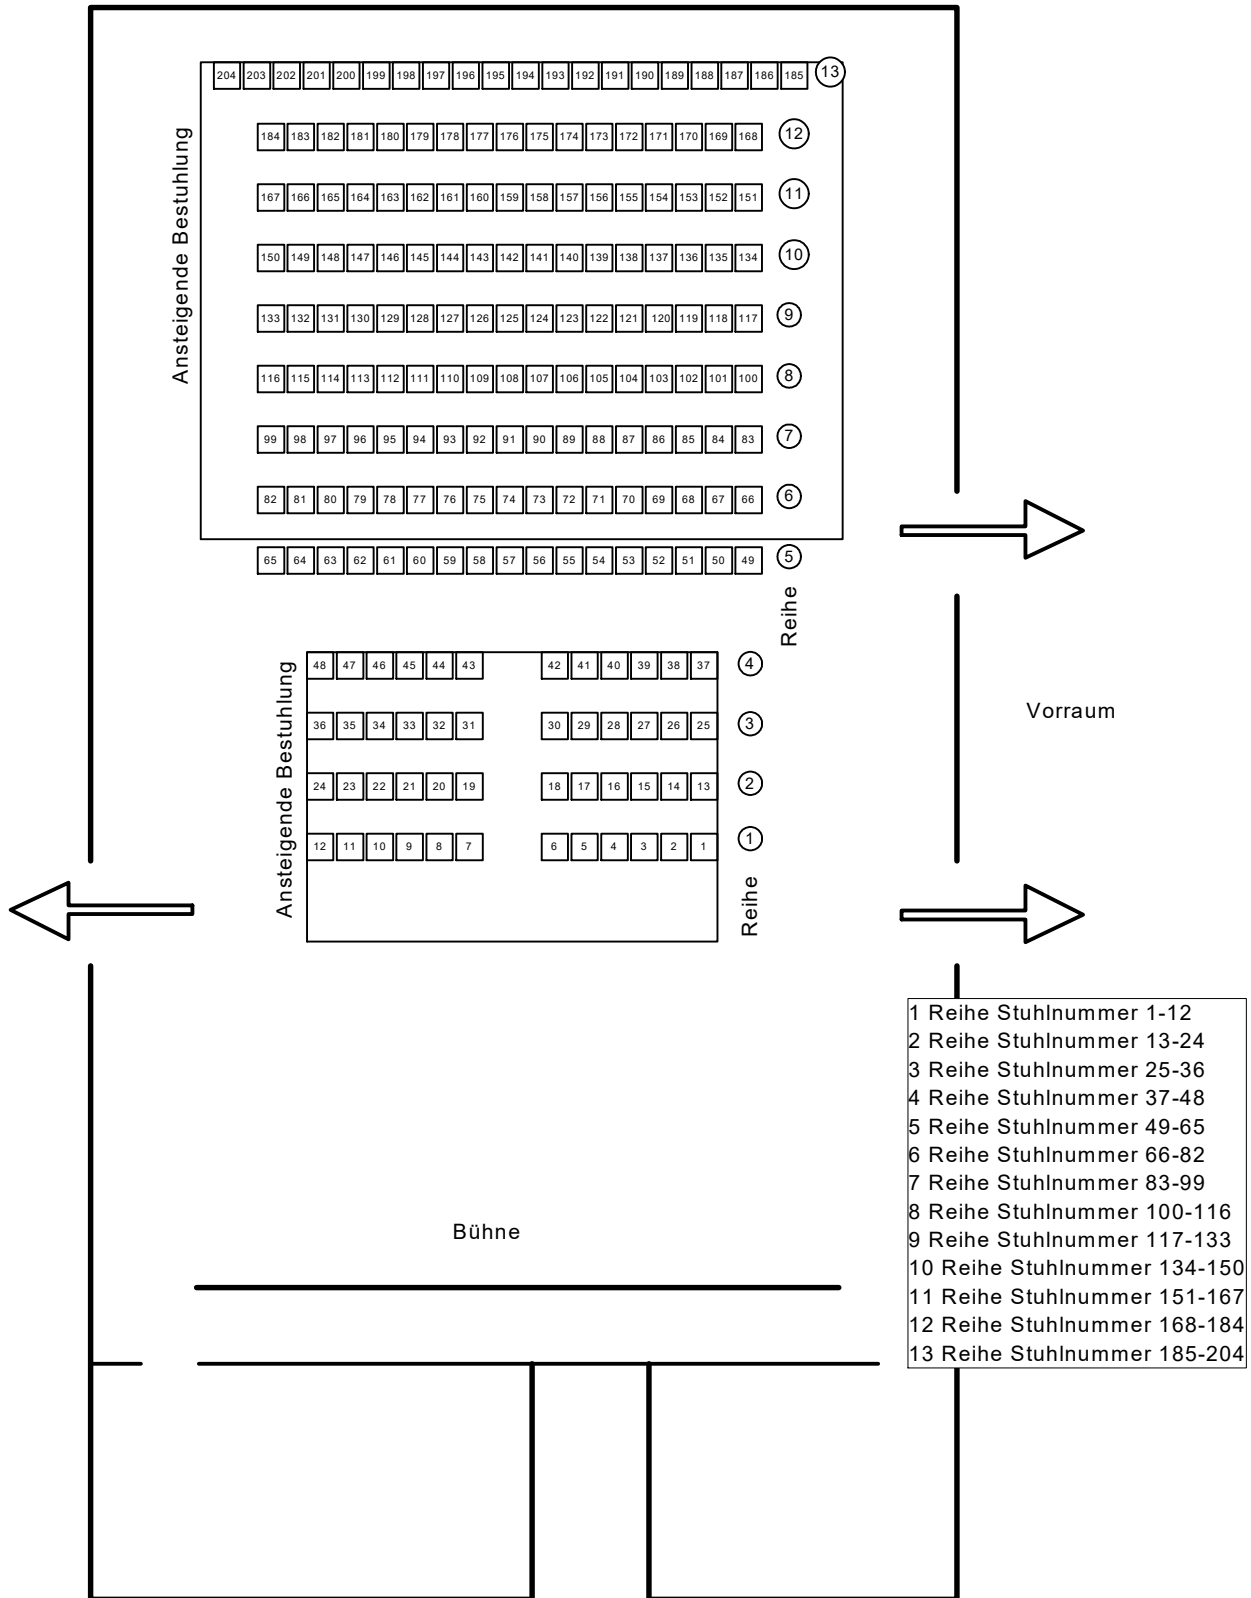 204 203 202 201 200 199 198 197 196 195 194 193 192 191 190 189 188 187 186 185 13
184 183 182 181 180 179 178 177 176 175 174 173 172 171 170 169 168 12
167 166 165 164 163 162 161 160 159 158 157 156 155 154 153 152 151 11
150 149 148 147 146 145 144 143 142 141 140 139 138 137 136 135 134 10
133 132 131 130 129 128 127 126 125 124 123 122 121 120 119 118 117 9
116 115 114 113 112 111 110 109 108 107 106 105 104 103 102 101 100 8
99 98 97 96 95 94 93 92 91 90 89 88 87 86 85 84 83 7
82 81 80 79 78 77 76 75 74 73 72 71 70 69 68 67 66 6
65 64 63 62 61 60 59 58 57 56 55 54 53 52 51 50 49 5
Ansteigende Bestuhlung
Reihe
48 47 46 45 44 43 42 41 40 39 38 37 4
36 35 34 33 32 31 30 29 28 27 26 25 3
24 23 22 21 20 19 18 17 16 15 14 13 2
12 11 10 9 8 7 6 5 4 3 2 1 1
Ansteigende Bestuhlung
Reihe
Vorraum
1 Reihe Stuhlnummer 1-12
2 Reihe Stuhlnummer 13-24
3 Reihe Stuhlnummer 25-36
4 Reihe Stuhlnummer 37-48
5 Reihe Stuhlnummer 49-65
6 Reihe Stuhlnummer 66-82
7 Reihe Stuhlnummer 83-99
8 Reihe Stuhlnummer 100-116
9 Reihe Stuhlnummer 117-133
10 Reihe Stuhlnummer 134-150
11 Reihe Stuhlnummer 151-167
12 Reihe Stuhlnummer 168-184
13 Reihe Stuhlnummer 185-204
Bühne